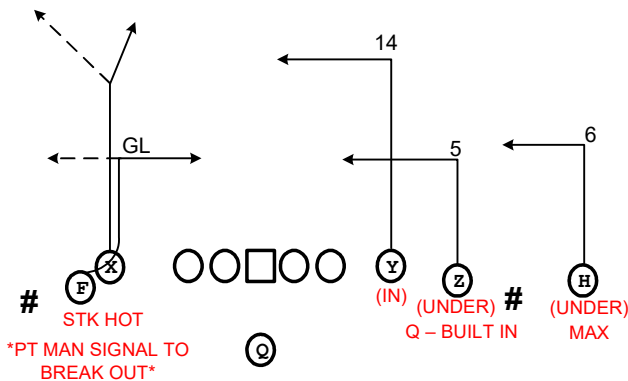 14
GL
5
6
X
Y
F
Z
H
#
#
(IN)
(UNDER)
(UNDER)
STK HOT
Q – BUILT IN
MAX
*PT MAN SIGNAL TO
BREAK OUT*
Q